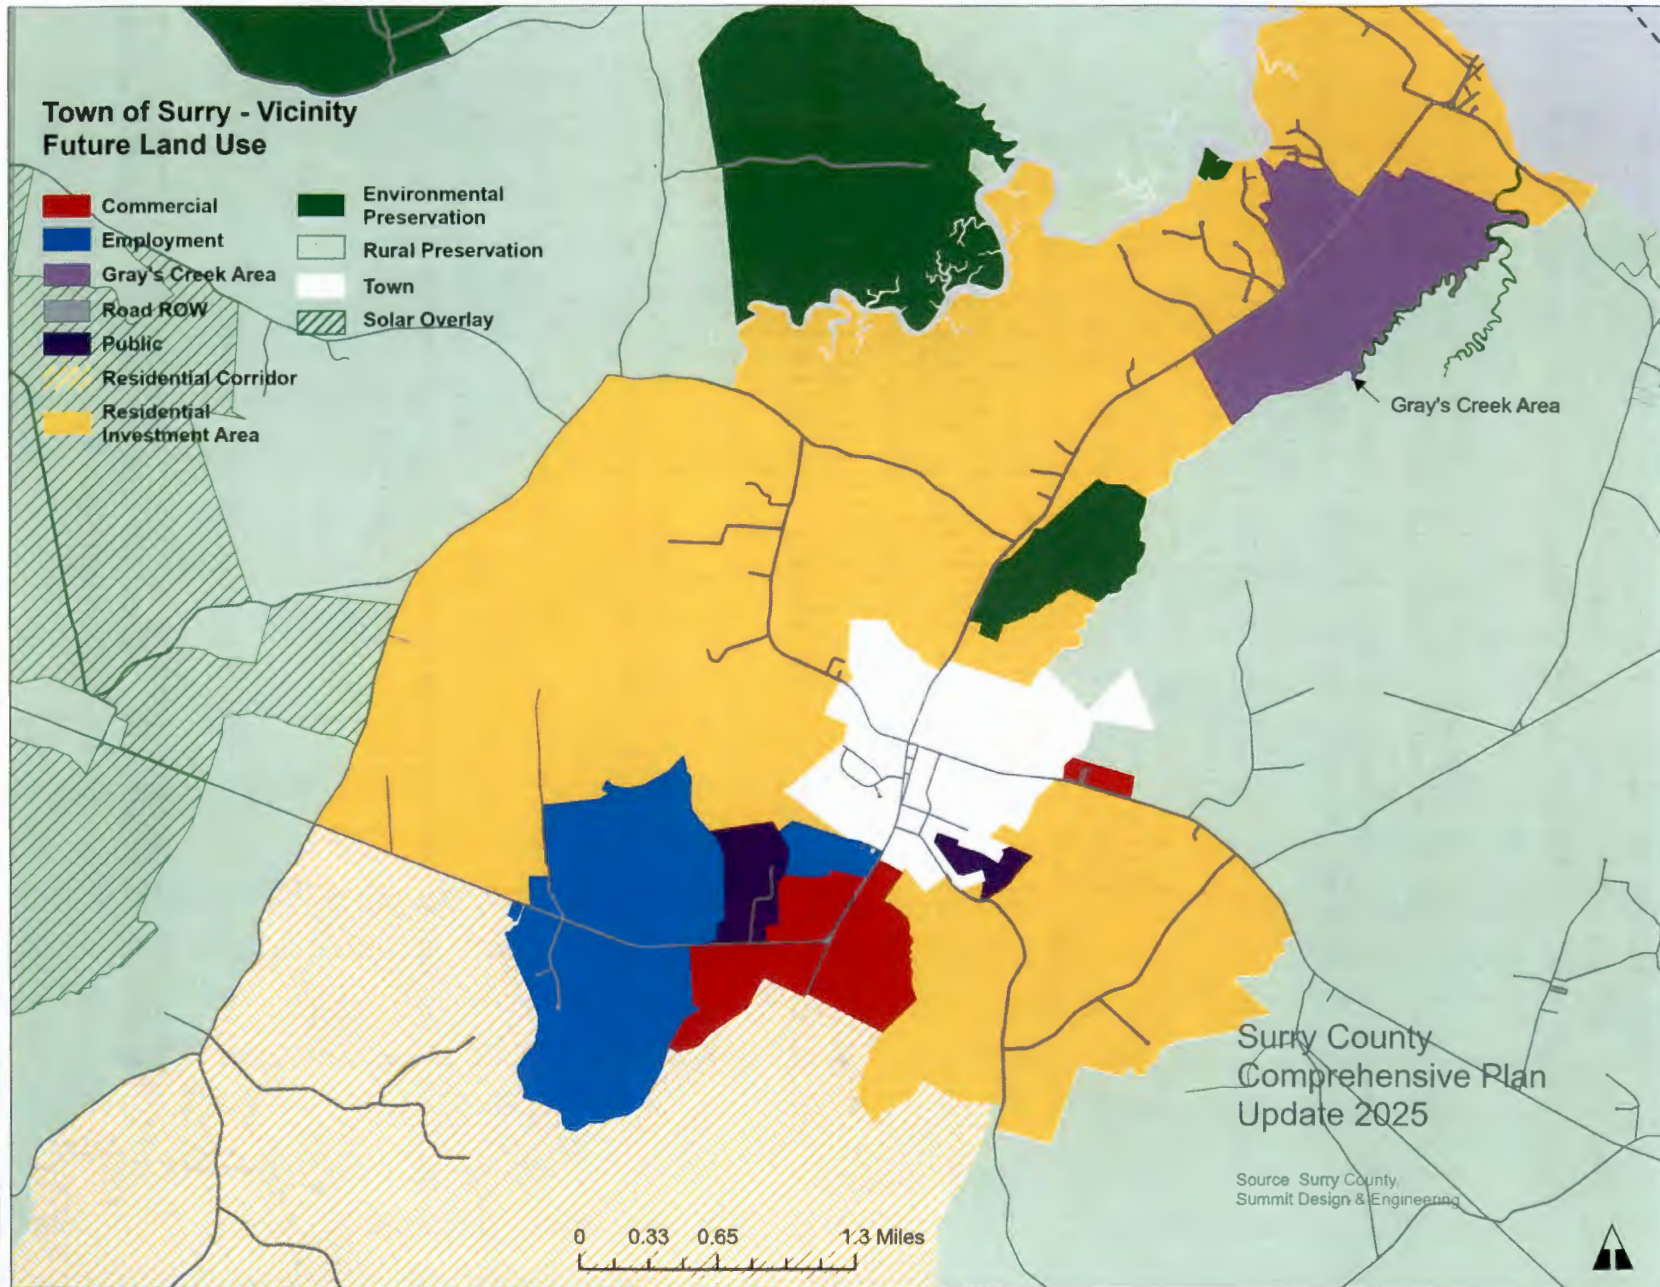 Town of Surry - Vicinity
Future Land Use
Commercial
Employment
Gray's Creek Area
Road ROW
Public
Residential Corridor
Residential
Investment Area
Environmental
Preservation
Rural Preservation
Town
Solar Overlay
Gray's Creek Area
Surry County
Comprehensive Plan
Update 2025
Source Surry County,
Summit Design & Engineering
0 0.33 0.65 1.3 Miles